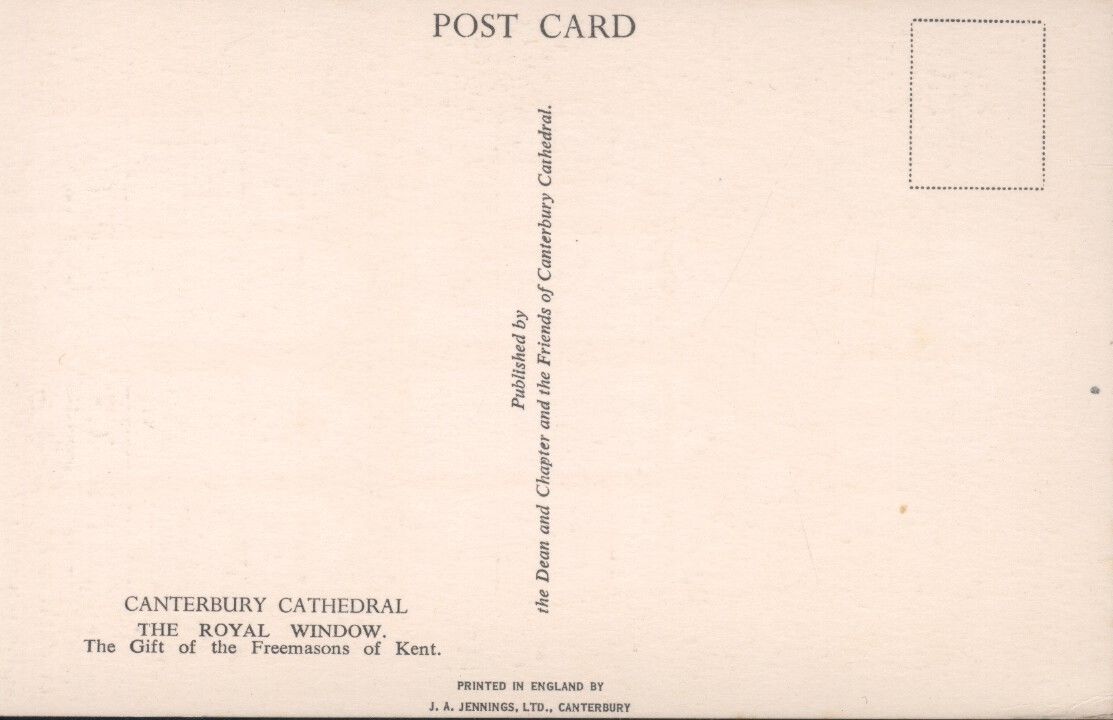 POST CARD
Published by
the Dean and Chapter and the Friends of Canterbury Cathedral.
CANTERBURY CATHEDRAL
THE ROYAL WINDOW.
The Gift of the Freemasons of Kent.
PRINTED IN ENGLAND BY
J. A. JENNINGS, LTD., CANTERBURY